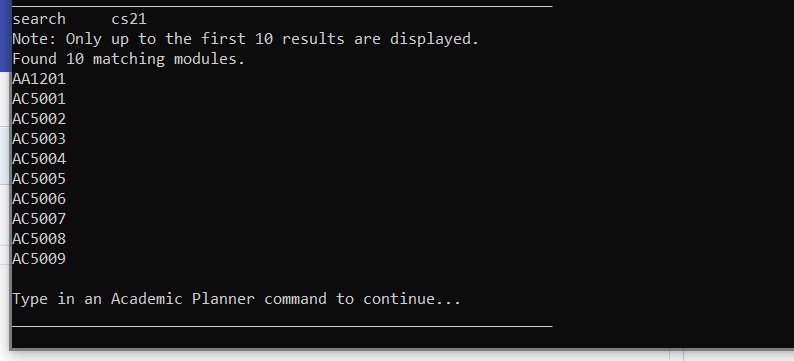 search     cs21
Note: Only up to the first 10 results are displayed.
Found 10 matching modules.
AA1201
AC5001
AC5002
AC5003
AC5004
AC5005
AC5006
AC5007
AC5008
AC5009
Type in an Academic Planner command to continue...